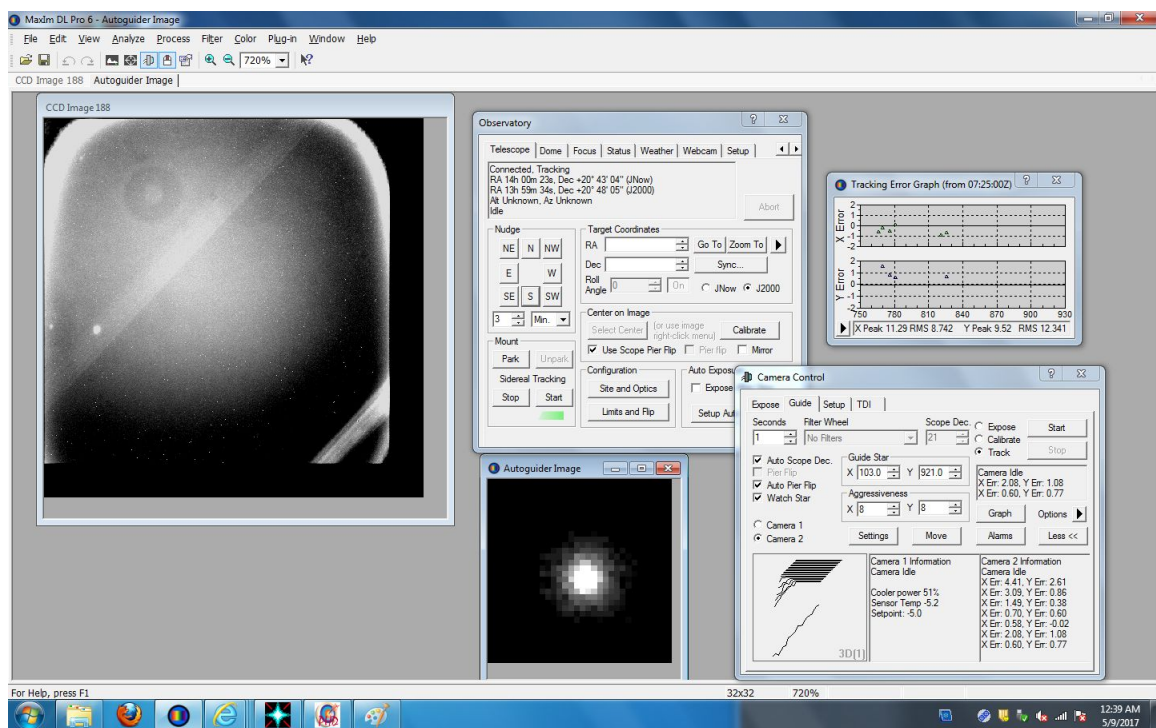 MaxIm DL Pro 6 - Autoguider Image
File Edit View Analyze Process Filter Color Plug-in Window Help
720%
CCD Image 188 Autoguider Image
CCD Image 188
Observatory
Telescope Dome Focus Status Weather Webcam Setup
Connected, Tracking
RA 14h 00m 23s, Dec +20° 43' 04" (JNow)
RA 13h 59m 34s, Dec +20° 48' 05" (J2000)
Alt Unknown, Az Unknown
Idle
Abort
Nudge
NE N NW
E W
SE S SW
3 Min.
Target Coordinates
RA Go To Zoom To
Dec Sync...
Roll
Angle 0 On JNow J2000
Center on Image
Select Center (or use image
right-click menu) Calibrate
Use Scope Pier Flip Pier flip Mirror
Mount
Park Unpark
Sidereal Tracking
Stop Start
Configuration
Site and Optics
Limits and Flip
Auto Exposu
Expose
Setup Aut
Tracking Error Graph (from 07:25:00Z)
X Error
2
1
0
-1
-2
Y Error
2
1
0
-1
-2
750 780 810 840 870 900 930
X Peak 11.29 RMS 8.742 Y Peak 9.52 RMS 12.341
Autoguider Image
Camera Control
Expose Guide Setup TDI
Seconds Filter Wheel Scope Dec.
1 No Filters 21
Expose
Calibrate
Track
Start
Stop
Auto Scope Dec.
Pier Flip
Auto Pier Flip
Watch Star
Guide Star
X 103.0 Y 921.0
Aggressiveness
X 8 Y 8
Camera Idle
X Err: 2.08, Y Err: 1.08
X Err: 0.60, Y Err: 0.77
Graph Options
Camera 1
Camera 2
Settings Move Alarms Less <<
3D[1]
Camera 1 Information
Camera Idle
Cooler power 51%
Sensor Temp -5.2
Setpoint: -5.0
Camera 2 Information
Camera Idle
X Err: 4.41, Y Err: 2.61
X Err: 3.09, Y Err: 0.86
X Err: 1.49, Y Err: 0.38
X Err: 0.70, Y Err: 0.60
X Err: 0.58, Y Err: -0.02
X Err: 2.08, Y Err: 1.08
X Err: 0.60, Y Err: 0.77
For Help, press F1
32x32 720%
12:39 AM
5/9/2017